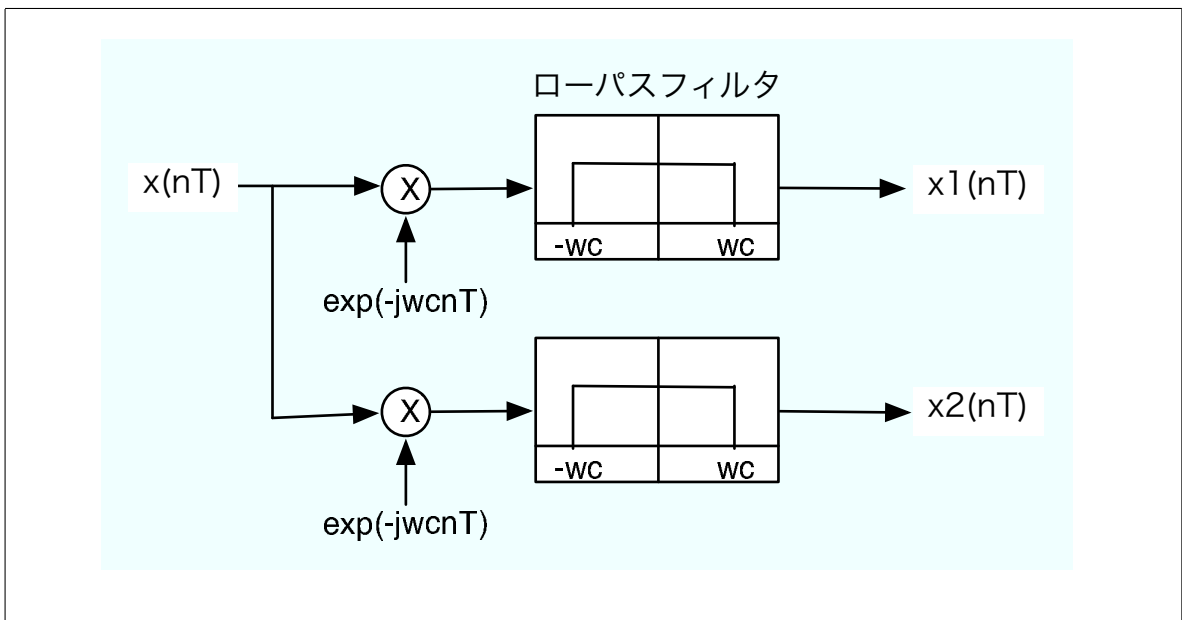 ローパスフィルタ
x(nT)
X
x1(nT)
-wc
wc
exp(-jwcnT)
X
x2(nT)
-wc
wc
exp(-jwcnT)